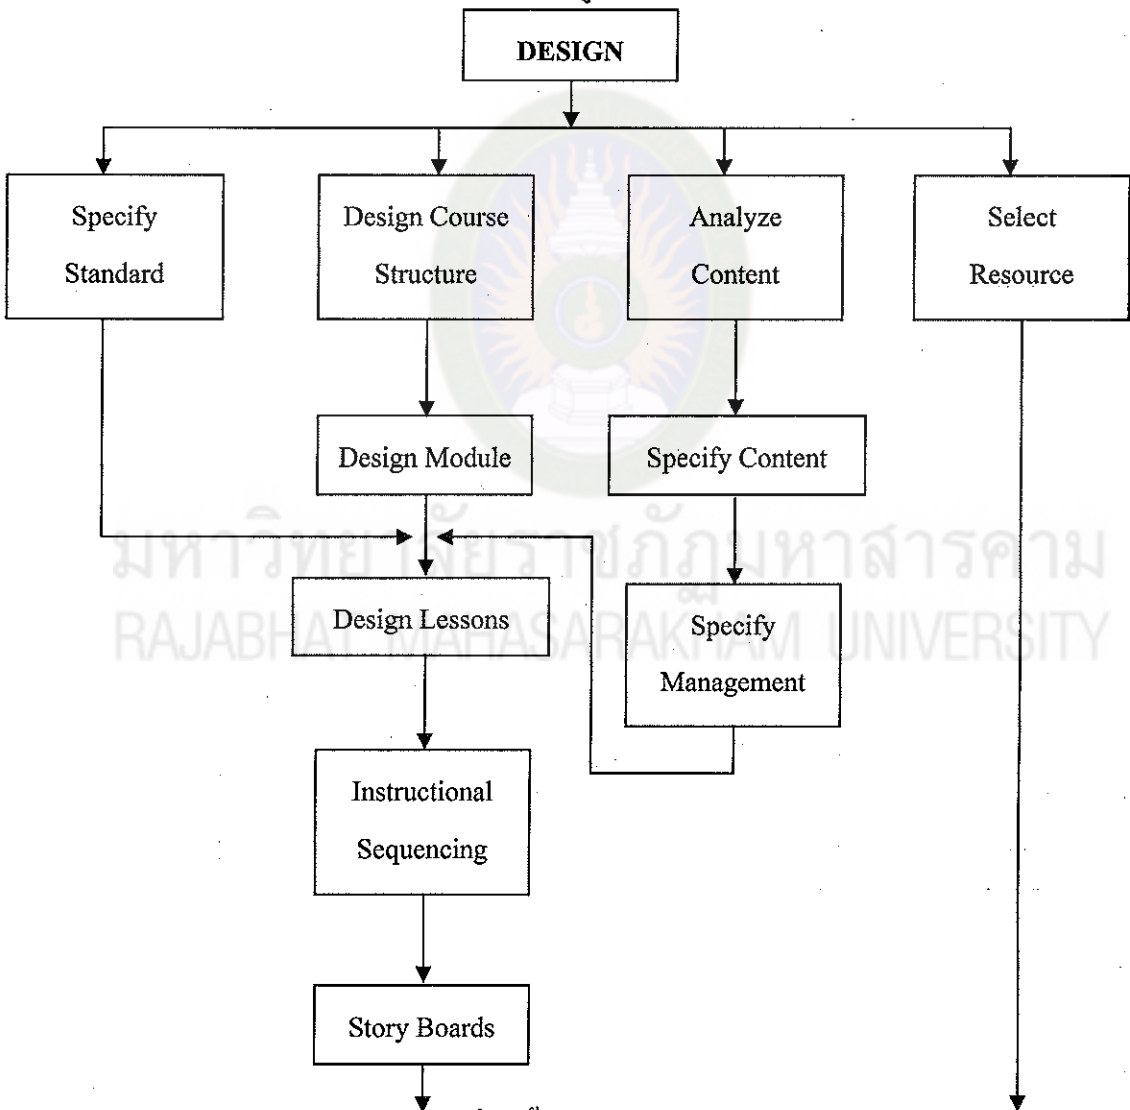 DESIGN
Specify
Standard
Design Course
Structure
Analyze
Content
Select
Resource
Design Module
Specify Content
มหาวิทยาลัยราชภัฏมหาสารคาม
RAJABHAT MAHASARAKHAM UNIVERSITY
Design Lessons
Specify
Management
Instructional
Sequencing
Story Boards